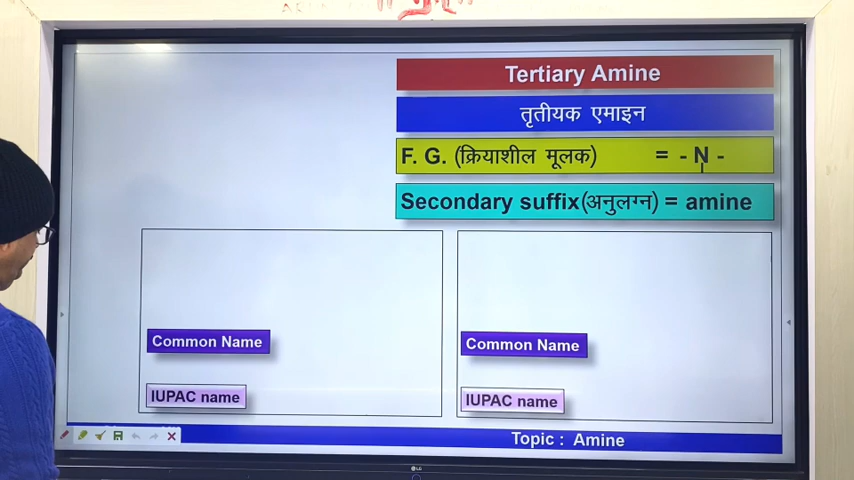 Tertiary Amine
तृतीयक एमाइन
F. G. (क्रियाशील मूलक) = - N -
Secondary suffix(अनुलग्न) = amine
Common Name
IUPAC name
Common Name
IUPAC name
Topic : Amine
LG